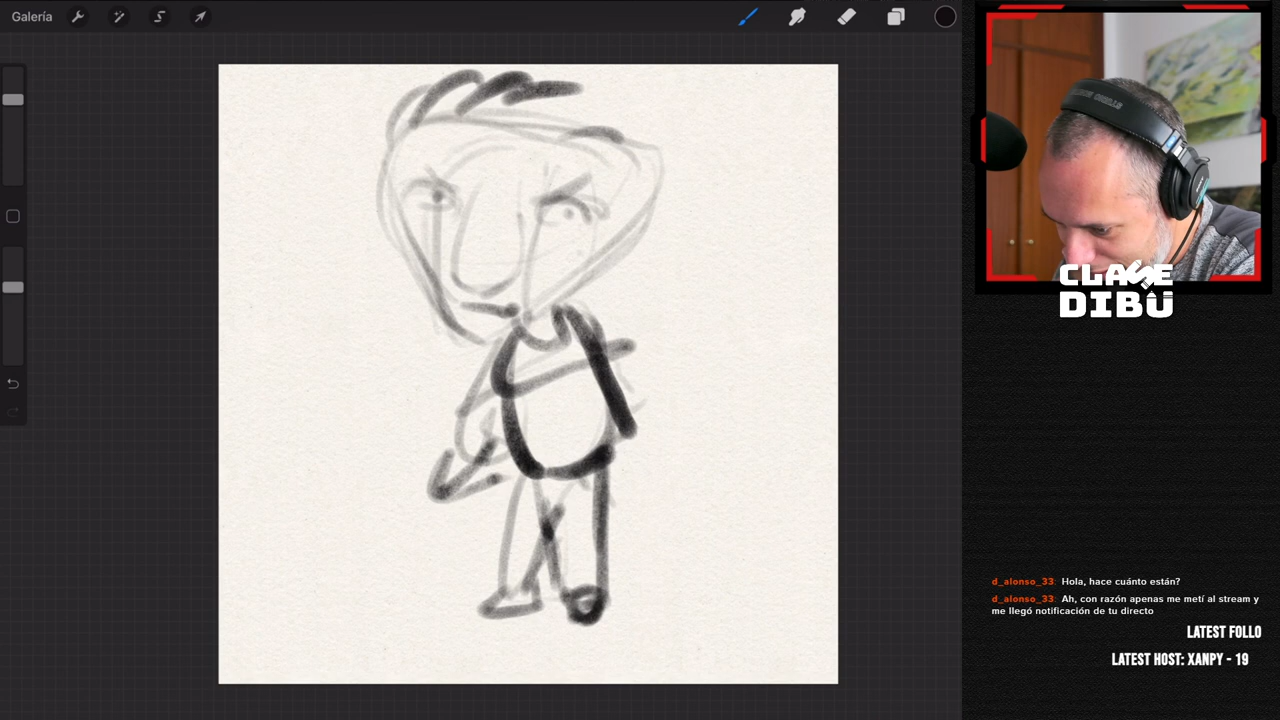 Galería
CLASE
DIBU
d_alonso_33: Hola, hace cuánto están?
d_alonso_33: Ah, con razón apenas me metí al stream y
me llegó notificación de tu directo
LATEST FOLLO
LATEST HOST: XANPY - 19